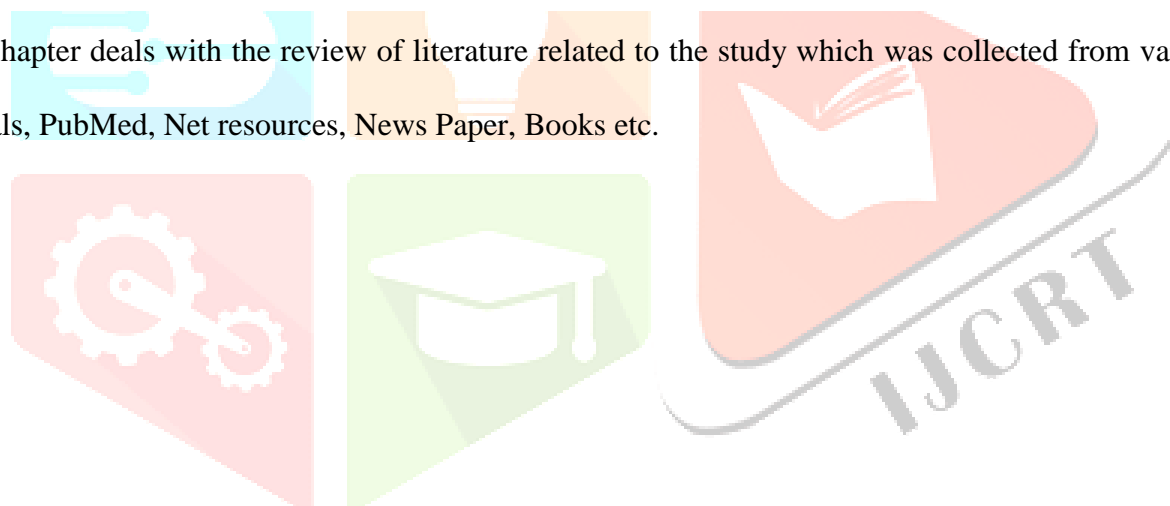 hapter deals with the review of literature related to the study which was collected from va
ls, PubMed, Net resources, News Paper, Books etc.
IJCRT